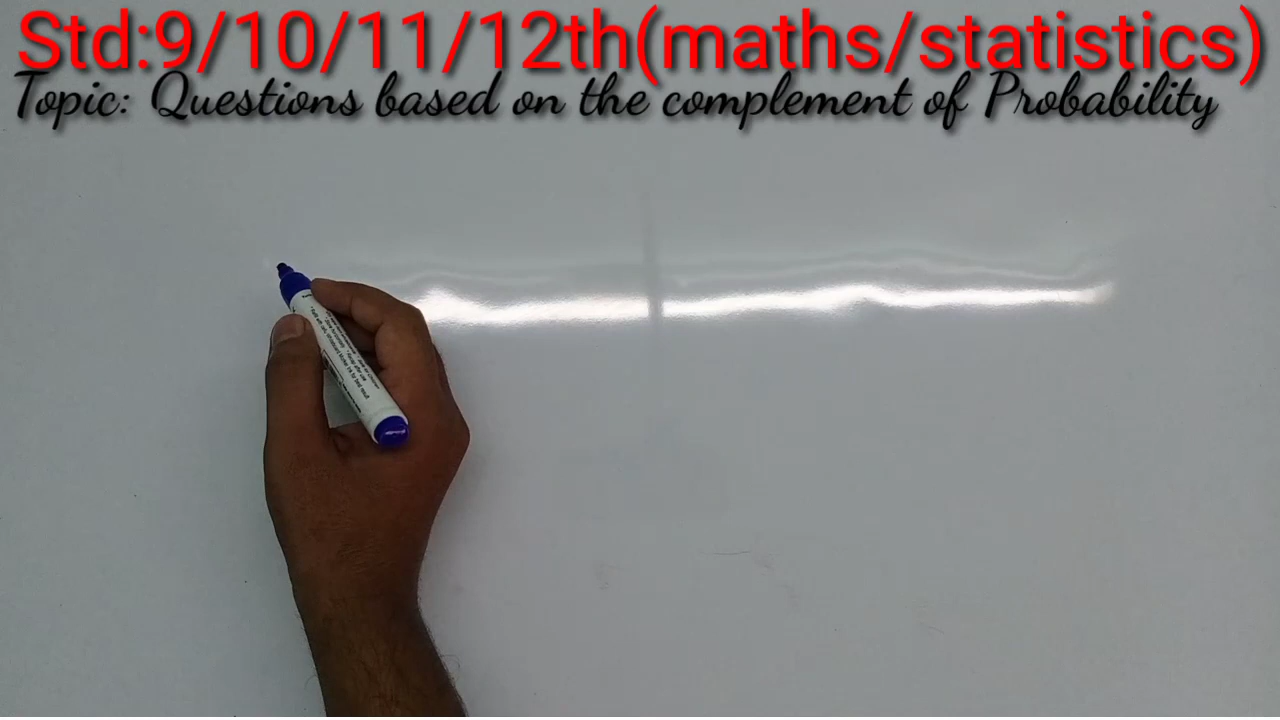 Std:9/10/11/12th(maths/statistics)
Topic: Questions based on the complement of Probability